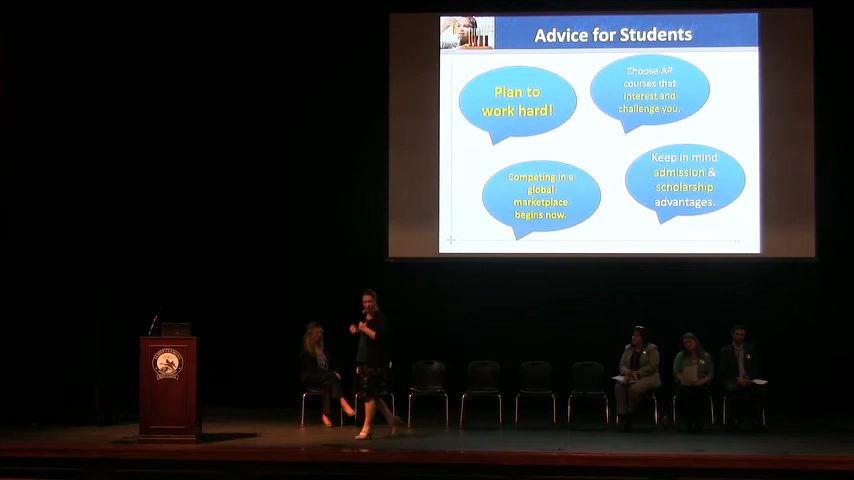 Advice for Students
Plan to
work hard!
Choose AP
courses that
interest and
challenge you.
Competing in a
global
marketplace
begins now.
Keep in mind
admission &
scholarship
advantages.